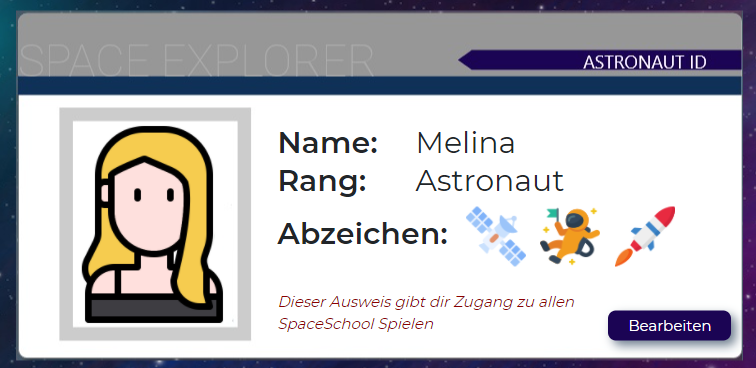 SPACE EXPLORER
ASTRONAUT ID
Name: Melina
Rang: Astronaut
Abzeichen:
Dieser Ausweis gibt dir Zugang zu allen
SpaceSchool Spielen
Bearbeiten